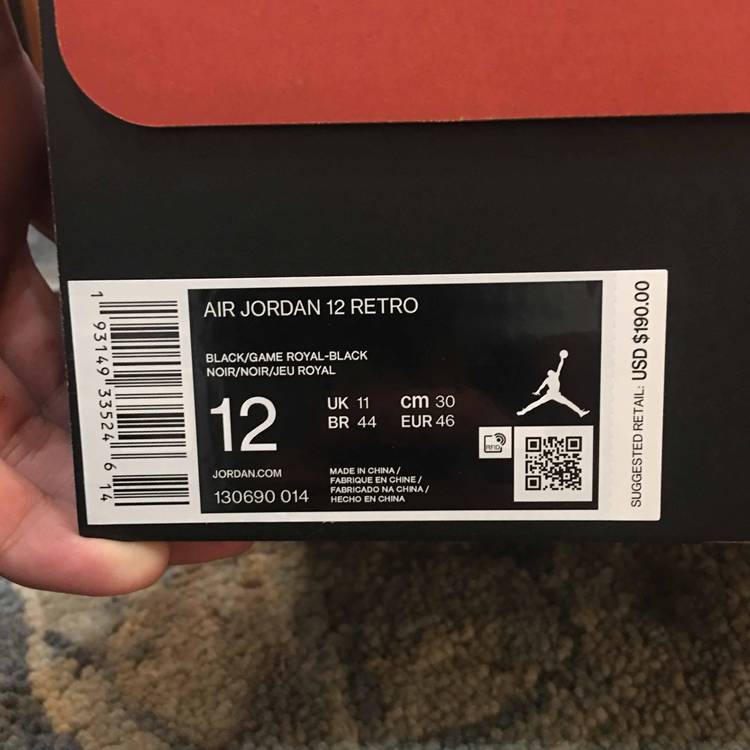 AIR JORDAN 12 RETRO
BLACK/GAME ROYAL-BLACK
NOIR/NOIR/JEU ROYAL
12
UK 11 cm 30
BR 44 EUR 46
JORDAN.COM
130690 014
MADE IN CHINA /
FABRIQUE EN CHINE /
FABRICADO NA CHINA /
HECHO EN CHINA
RFID
SUGGESTED RETAIL: USD $190.00
1 93149 33524 6 14